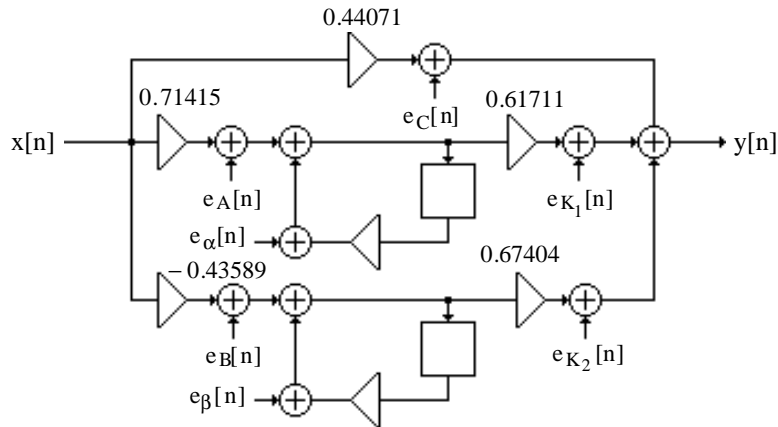 0.44071
0.71415
e_C[n]
0.61711
x[n]
y[n]
e_A[n]
e_K₁[n]
e_α[n]
− 0.43589
0.67404
e_B[n]
e_K₂[n]
e_β[n]